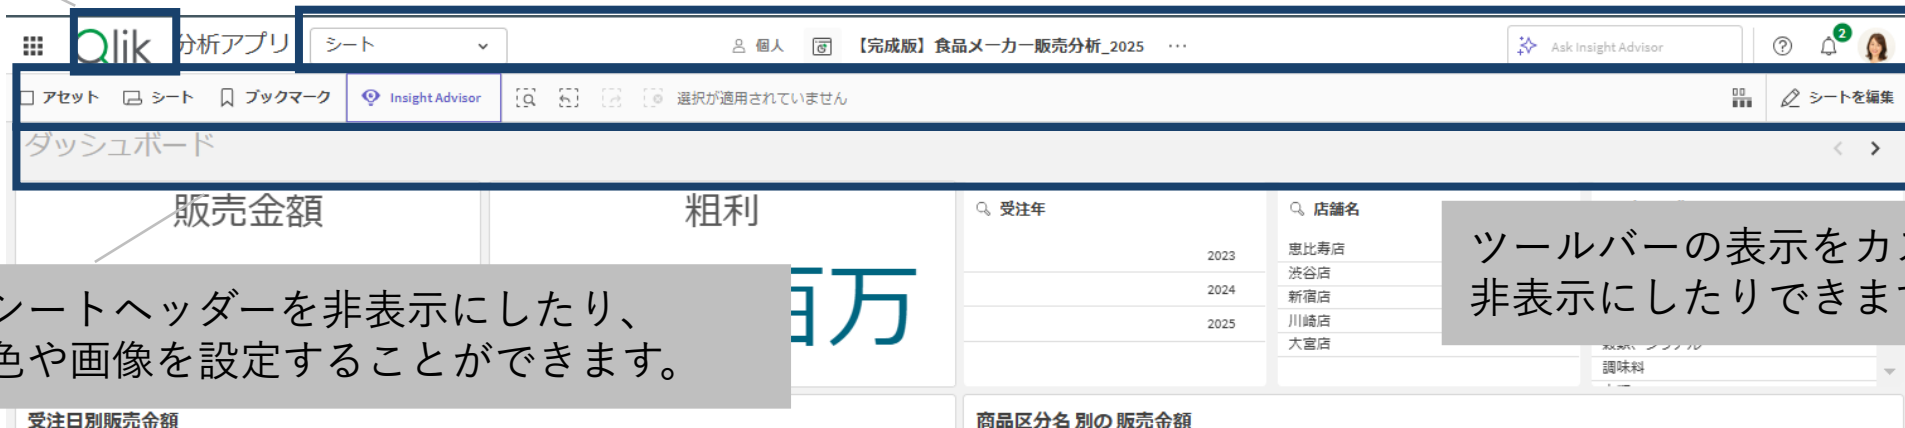 Qlik 分析アプリ シート 個人 【完成版】食品メーカー販売分析_2025 ... Ask Insight Advisor 2
アセット シート ブックマーク Insight Advisor 選択が適用されていません シートを編集
ダッシュボード
販売金額 粗利 受注年 店舗名
2023
2024
2025
恵比寿店
渋谷店
新宿店
川崎店
大宮店
百万
ツールバーの表示をカ
非表示にしたりできま
シートヘッダーを非表示にしたり、
色や画像を設定することができます。
調味料
受注日別販売金額 商品区分名 別の 販売金額